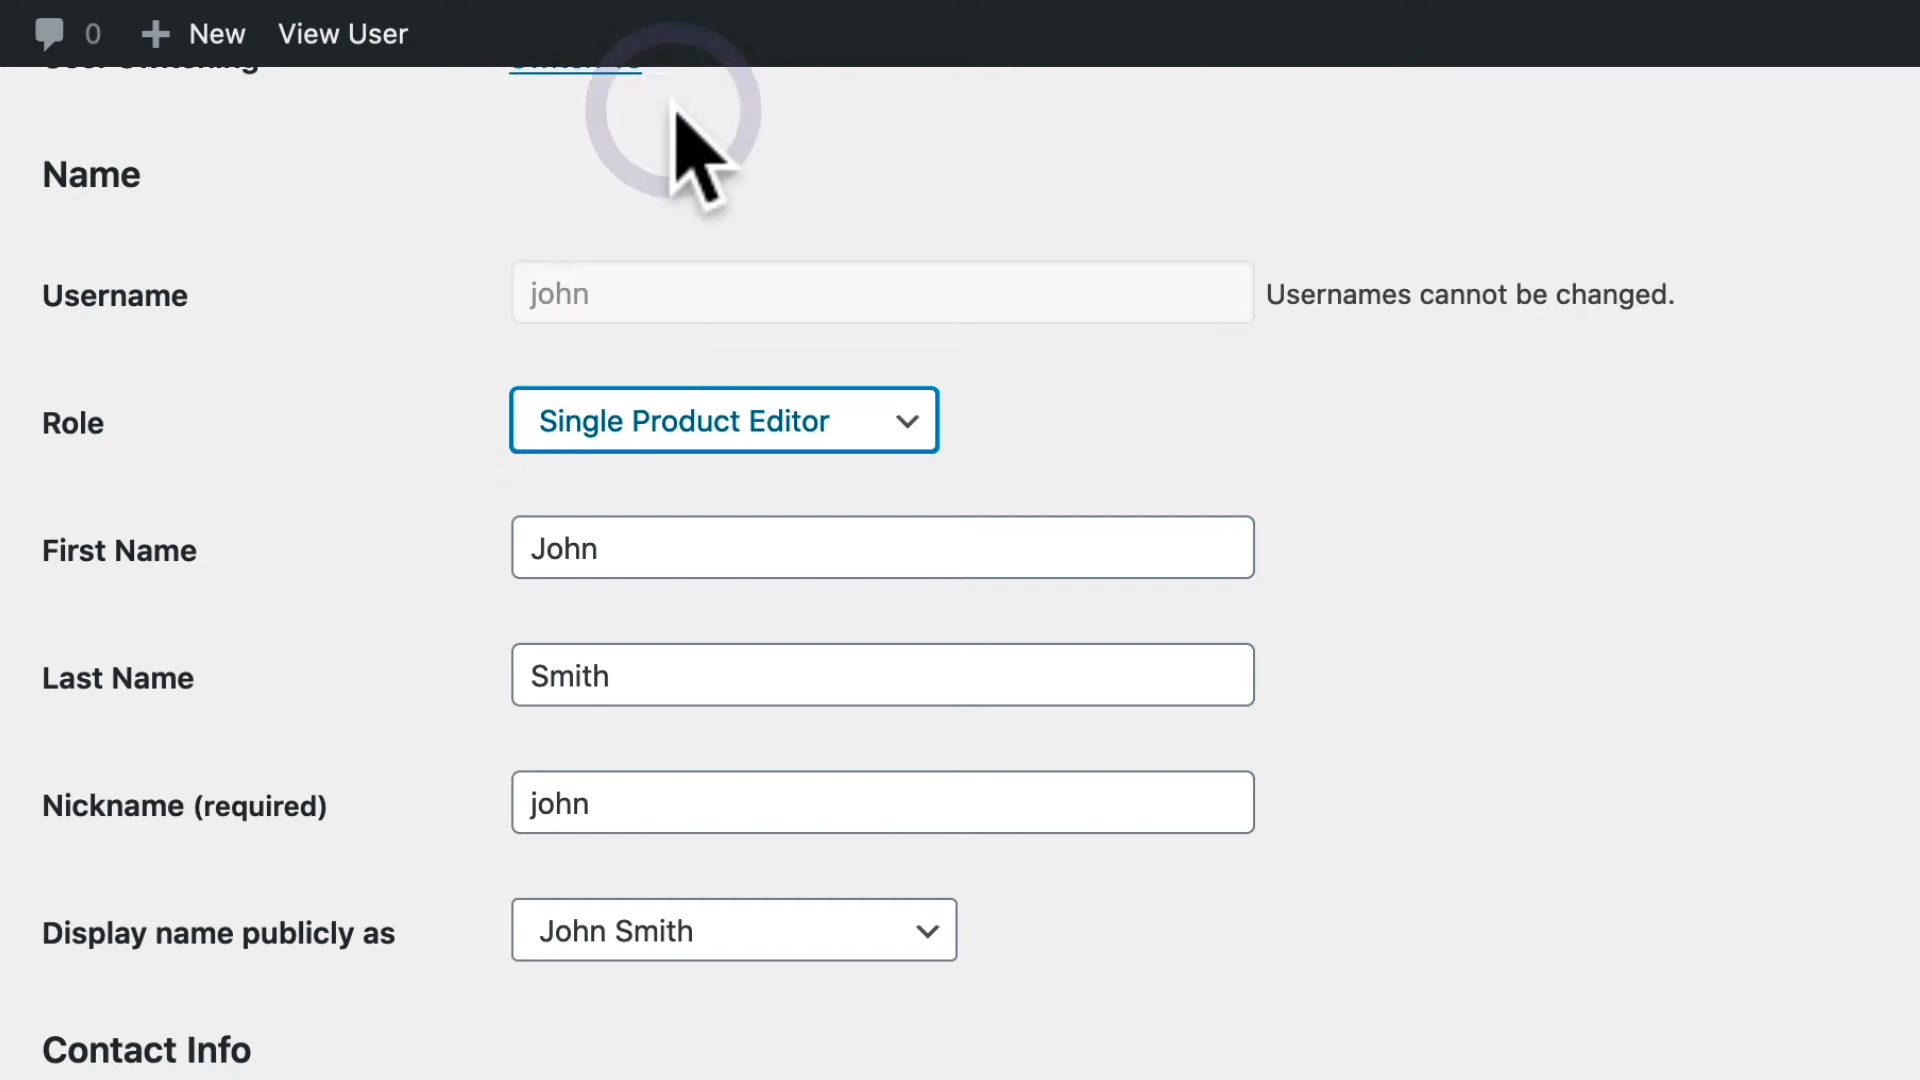 0 New View User
Name
Username john Usernames cannot be changed.
Role Single Product Editor
First Name John
Last Name Smith
Nickname (required) john
Display name publicly as John Smith
Contact Info